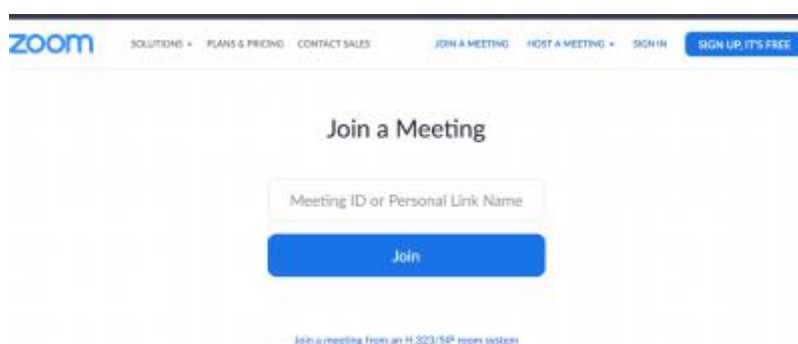 zoom SOLUTIONS PLANS & PRICING CONTACT SALES JOIN A MEETING HOST A MEETING SIGN IN SIGN UP, IT'S FREE
Join a Meeting
Meeting ID or Personal Link Name
Join
Join a meeting from an H.323/SIP room system